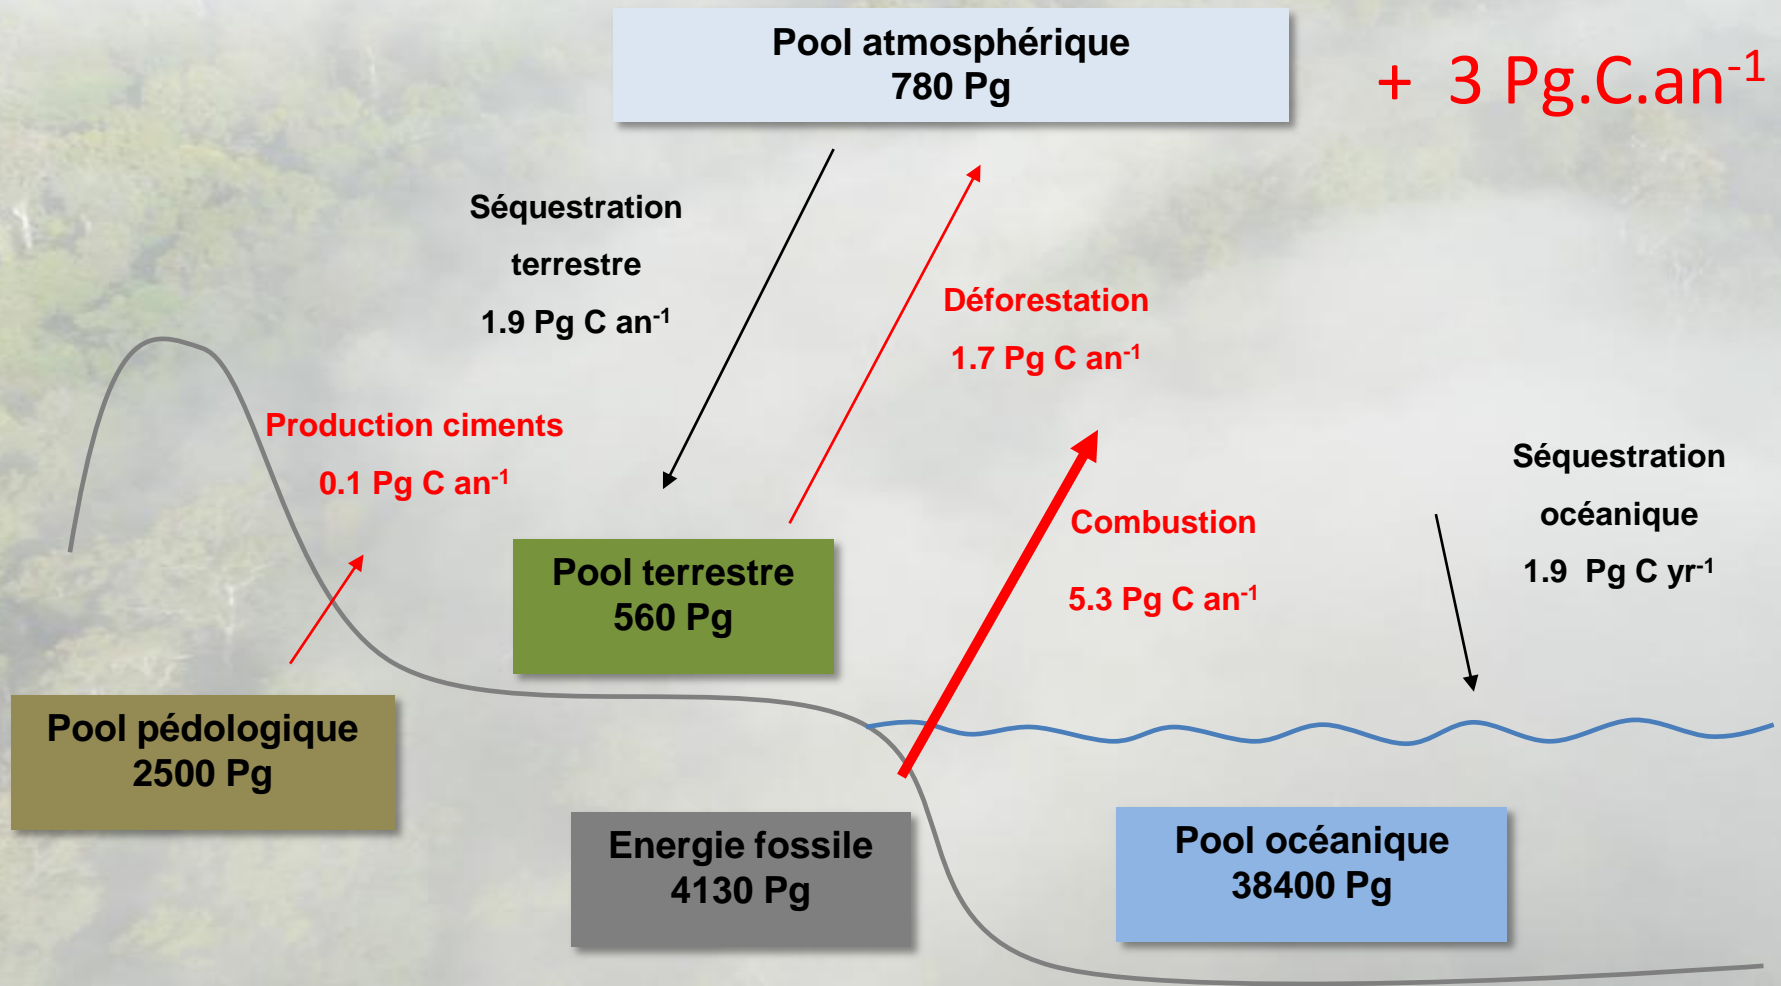 Pool atmosphérique
780 Pg
+ 3 Pg.C.an⁻¹
Séquestration
terrestre
1.9 Pg C an⁻¹
Déforestation
1.7 Pg C an⁻¹
Production ciments
0.1 Pg C an⁻¹
Séquestration
océanique
1.9 Pg C yr⁻¹
Combustion
5.3 Pg C an⁻¹
Pool terrestre
560 Pg
Pool pédologique
2500 Pg
Energie fossile
4130 Pg
Pool océanique
38400 Pg